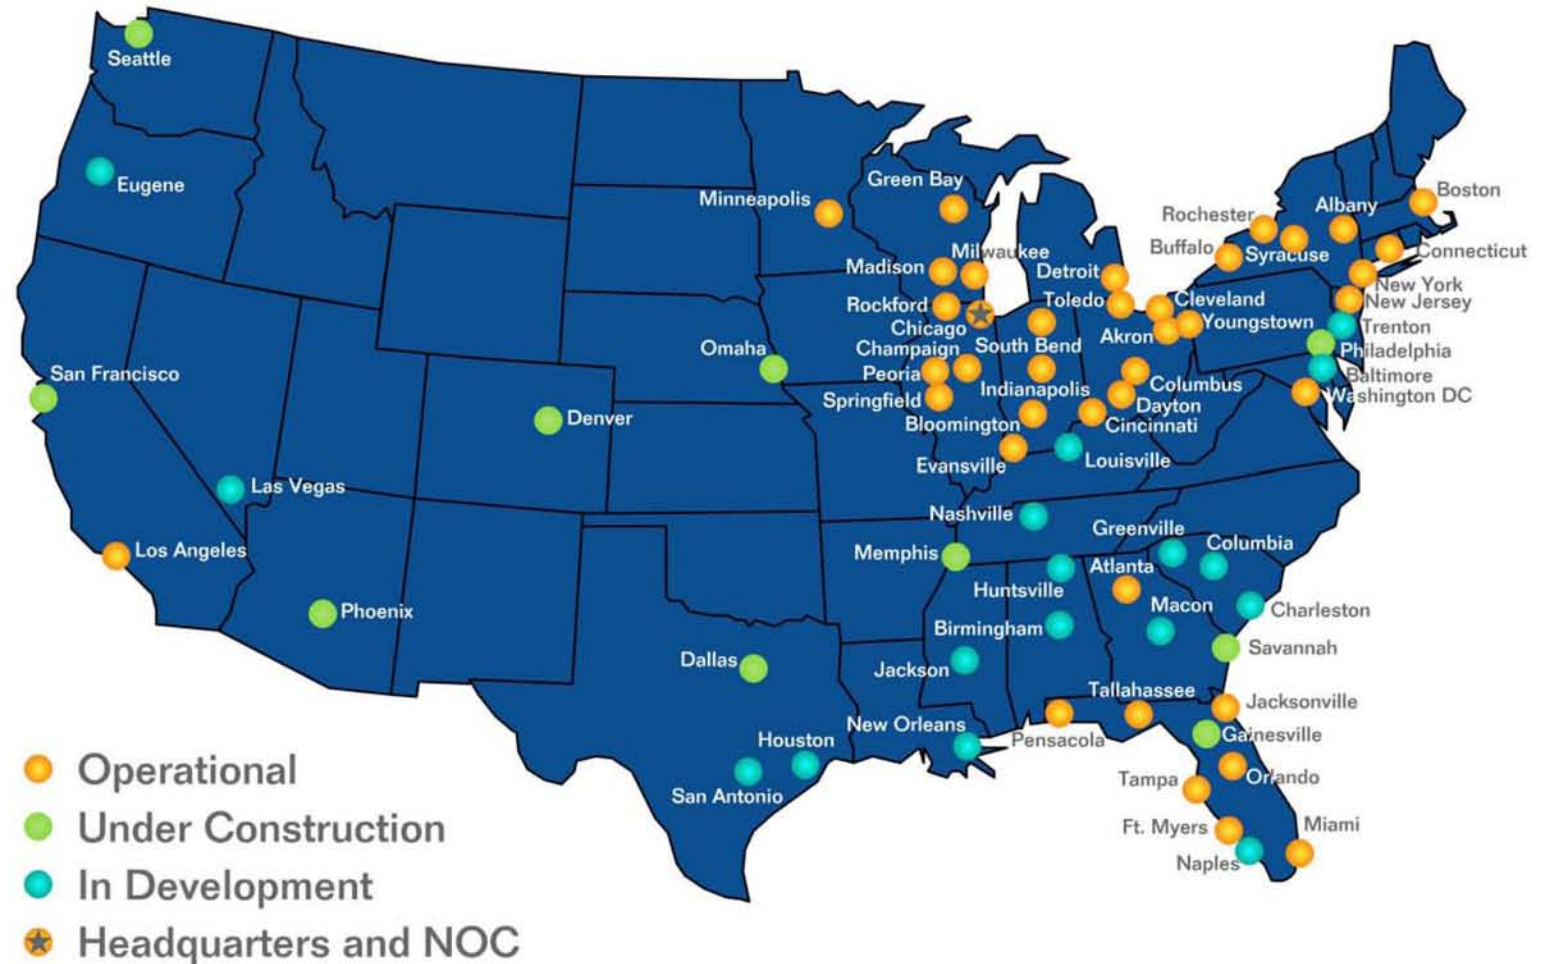 Seattle
Eugene
San Francisco
Las Vegas
Los Angeles
Phoenix
Denver
Omaha
Minneapolis
Green Bay
Milwaukee
Madison
Rockford
Chicago
Champaign
Peoria
Springfield
South Bend
Indianapolis
Bloomington
Evansville
Detroit
Toledo
Cleveland
Akron
Youngstown
Columbus
Dayton
Cincinnati
Louisville
Rochester
Buffalo
Syracuse
Albany
Boston
Connecticut
New York
New Jersey
Trenton
Philadelphia
Baltimore
Washington DC
Nashville
Memphis
Huntsville
Birmingham
Jackson
New Orleans
Greenville
Columbia
Atlanta
Macon
Charleston
Savannah
Dallas
Houston
San Antonio
Tallahassee
Pensacola
Jacksonville
Gainesville
Orlando
Tampa
Ft. Myers
Naples
Miami
Operational
Under Construction
In Development
Headquarters and NOC